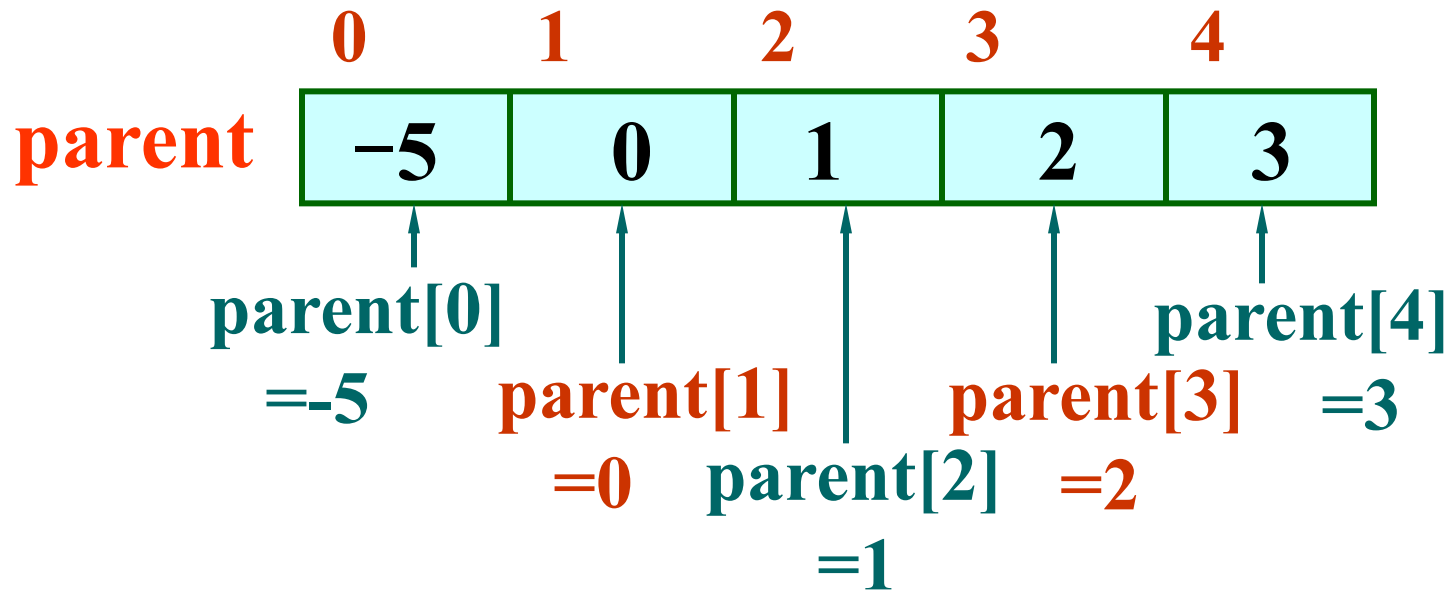 0 1 2 3 4
parent −5 0 1 2 3
parent[0]
=-5
parent[1]
=0
parent[2]
=1
parent[3]
=2
parent[4]
=3